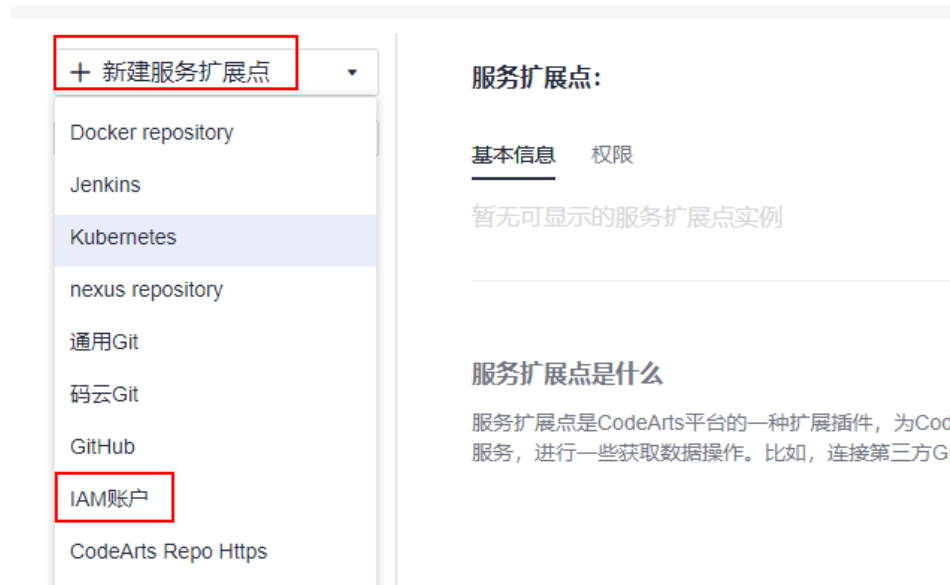 + 新建服务扩展点
Docker repository
Jenkins
Kubernetes
nexus repository
通用Git
码云Git
GitHub
IAM账户
CodeArts Repo Https
服务扩展点：
基本信息 权限
暂无可显示的服务扩展点实例
服务扩展点是什么
服务扩展点是CodeArts平台的一种扩展插件，为Cod
服务，进行一些获取数据操作。比如，连接第三方Gi